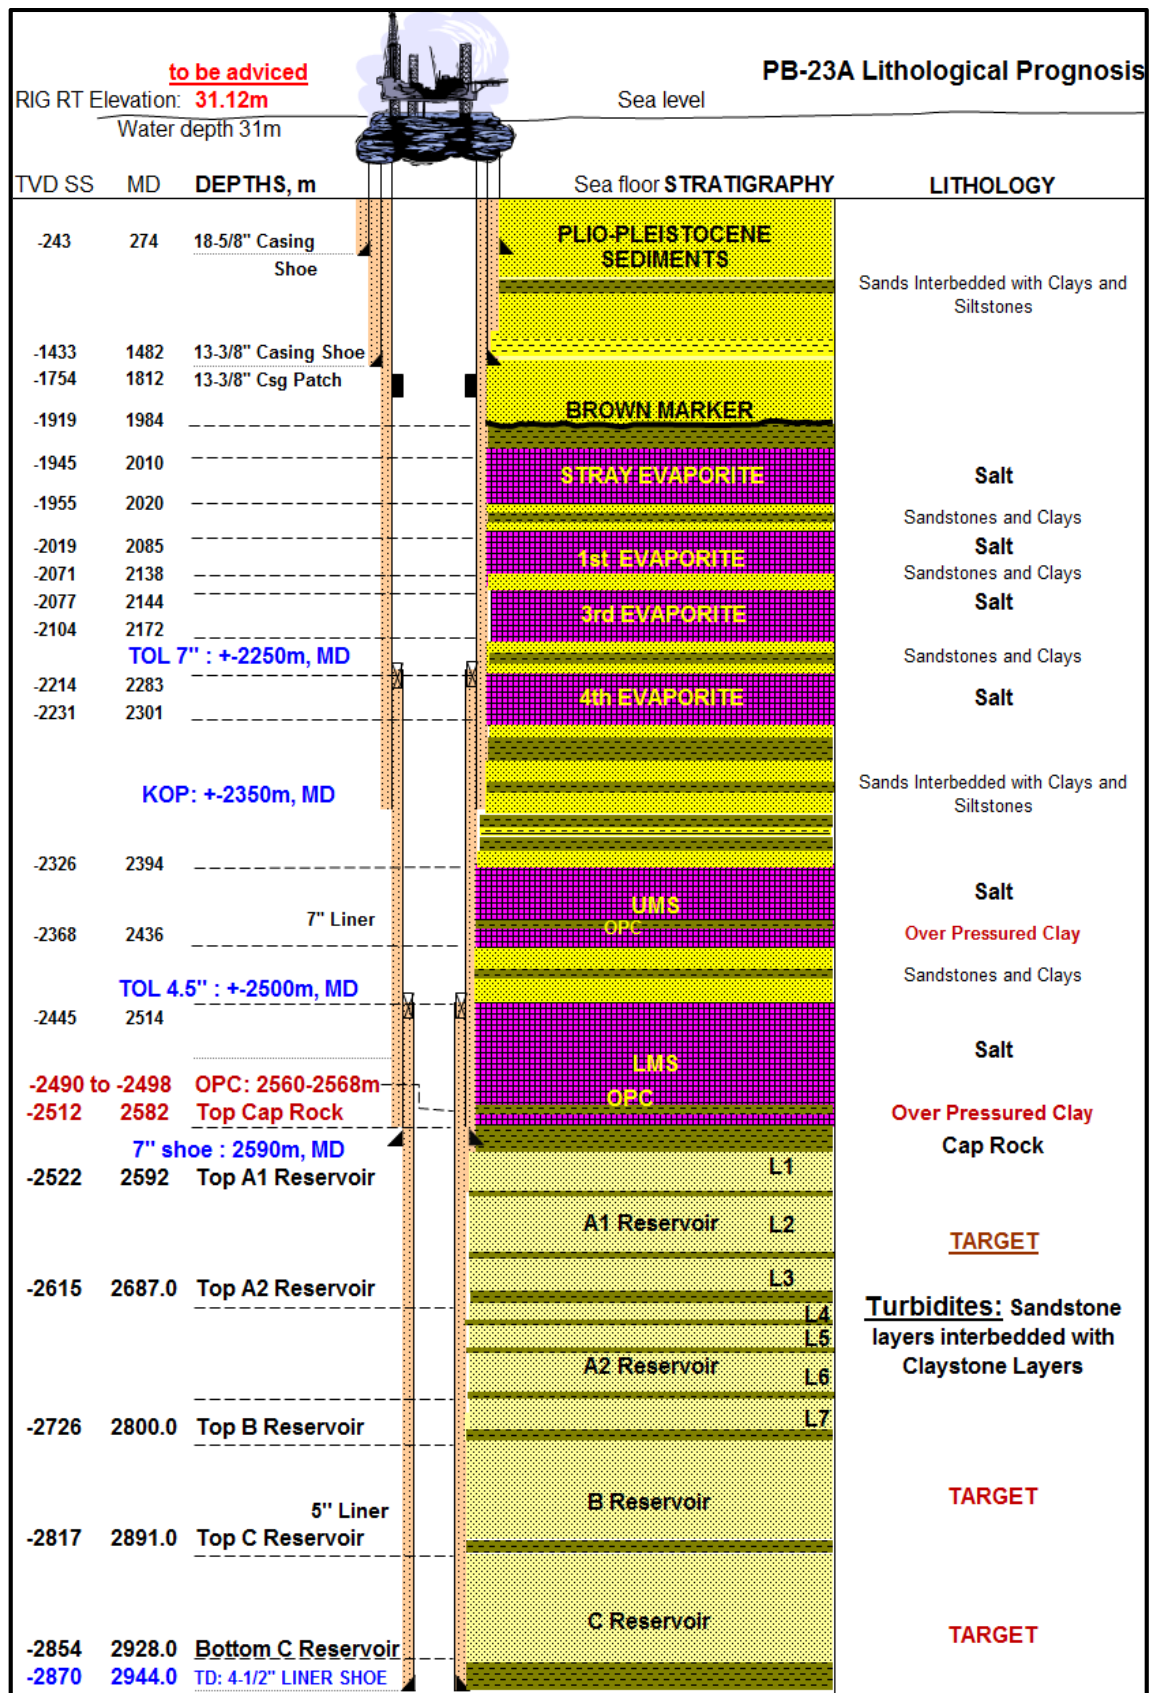 to be adviced
PB-23A Lithological Prognosis
RIG RT Elevation: 31.12m
Sea level
Water depth 31m
TVD SS MD DEPTHS, m Sea floor STRATIGRAPHY LITHOLOGY
-243 274 18-5/8" Casing
Shoe
PLIO-PLEISTOCENE
SEDIMENTS
Sands Interbedded with Clays and
Siltstones
-1433 1482 13-3/8" Casing Shoe
-1754 1812 13-3/8" Csg Patch
-1919 1984
BROWN MARKER
-1945 2010
STRAY EVAPORITE Salt
-1955 2020
Sandstones and Clays
-2019 2085
1st EVAPORITE Salt
-2071 2138
Sandstones and Clays
-2077 2144
3rd EVAPORITE Salt
-2104 2172
TOL 7" : +-2250m, MD
Sandstones and Clays
-2214 2283
4th EVAPORITE Salt
-2231 2301
KOP: +-2350m, MD
Sands Interbedded with Clays and
Siltstones
-2326 2394
UMS Salt
7" Liner
OPC
-2368 2436
Over Pressured Clay
Sandstones and Clays
TOL 4.5" : +-2500m, MD
-2445 2514
LMS Salt
-2490 to -2498 OPC: 2560-2568m
OPC
-2512 2582 Top Cap Rock
Over Pressured Clay
7" shoe : 2590m, MD
Cap Rock
-2522 2592 Top A1 Reservoir
L1
A1 Reservoir L2
TARGET
-2615 2687.0 Top A2 Reservoir
L3
L4
L5
Turbidites: Sandstone
layers interbedded with
Claystone Layers
A2 Reservoir L6
-2726 2800.0 Top B Reservoir
L7
B Reservoir
TARGET
5" Liner
-2817 2891.0 Top C Reservoir
C Reservoir
TARGET
-2854 2928.0 Bottom C Reservoir
-2870 2944.0 TD: 4-1/2" LINER SHOE